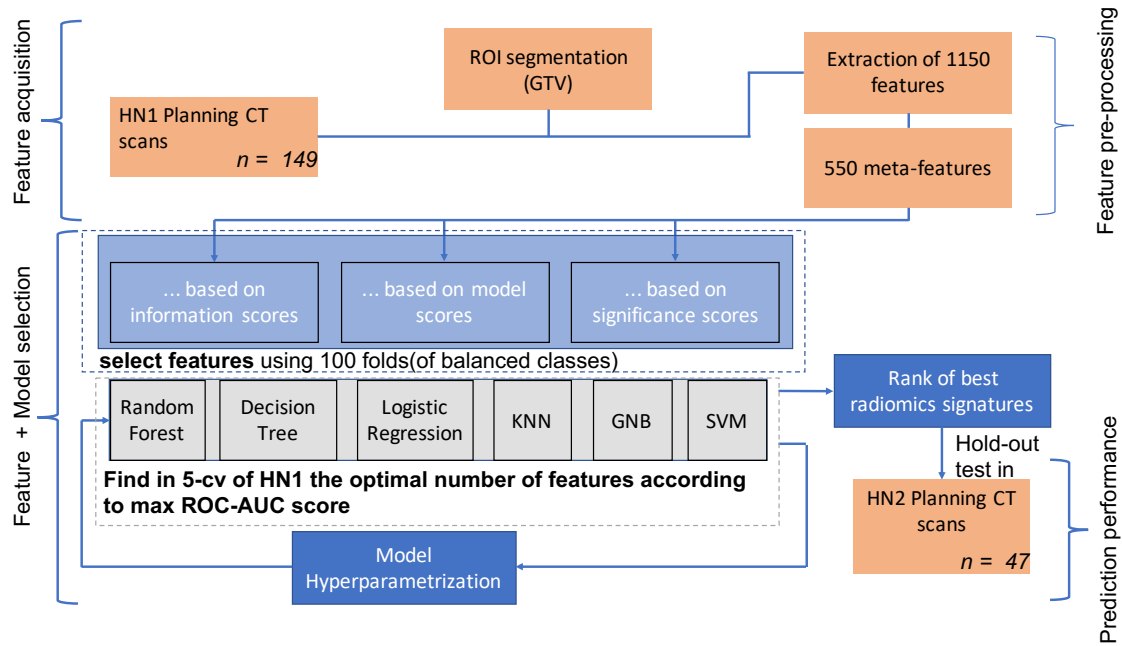 Feature acquisition
ROI segmentation
(GTV)
Extraction of 1150
features
HN1 Planning CT
scans
n = 149
550 meta-features
Feature pre-processing
Feature + Model selection
... based on
information scores
... based on model
scores
... based on
significance scores
select features using 100 folds(of balanced classes)
Random
Forest
Decision
Tree
Logistic
Regression
KNN
GNB
SVM
Find in 5-cv of HN1 the optimal number of features according
to max ROC-AUC score
Model
Hyperparametrization
Rank of best
radiomics signatures
Hold-out
test in
HN2 Planning CT
scans
n = 47
Prediction performance